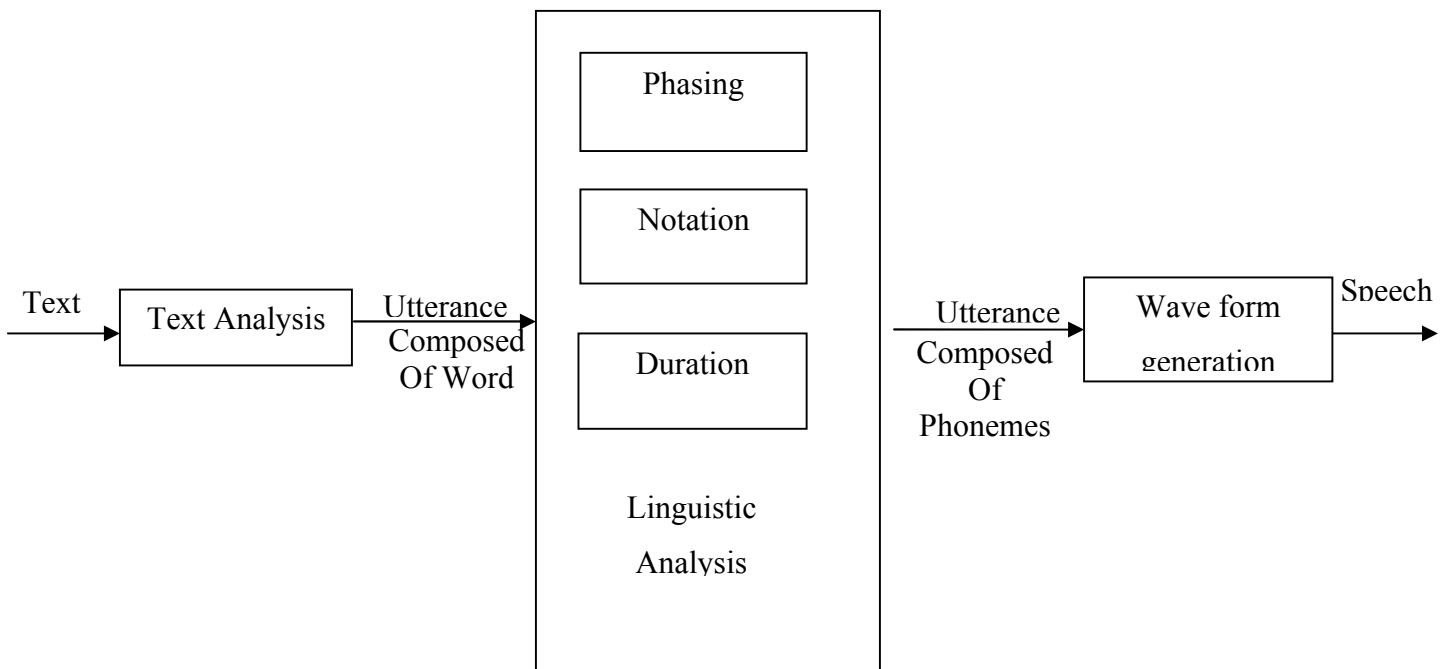 Text
Text Analysis
Utterance
Composed
Of Word
Phasing
Notation
Duration
Linguistic
Analysis
Utterance
Composed
Of
Phonemes
Wave form
generation
Speech